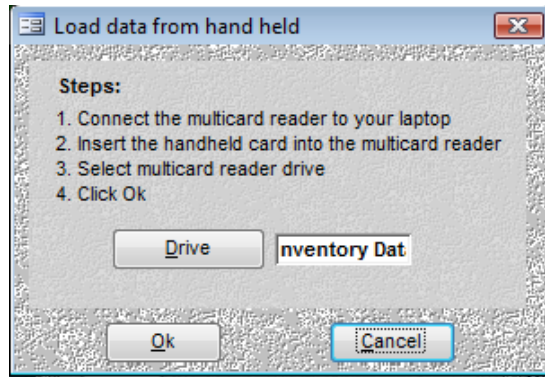 Load data from hand held
Steps:
1. Connect the multicard reader to your laptop
2. Insert the handheld card into the multicard reader
3. Select multicard reader drive
4. Click Ok
Drive nventory Dat
Ok Cancel